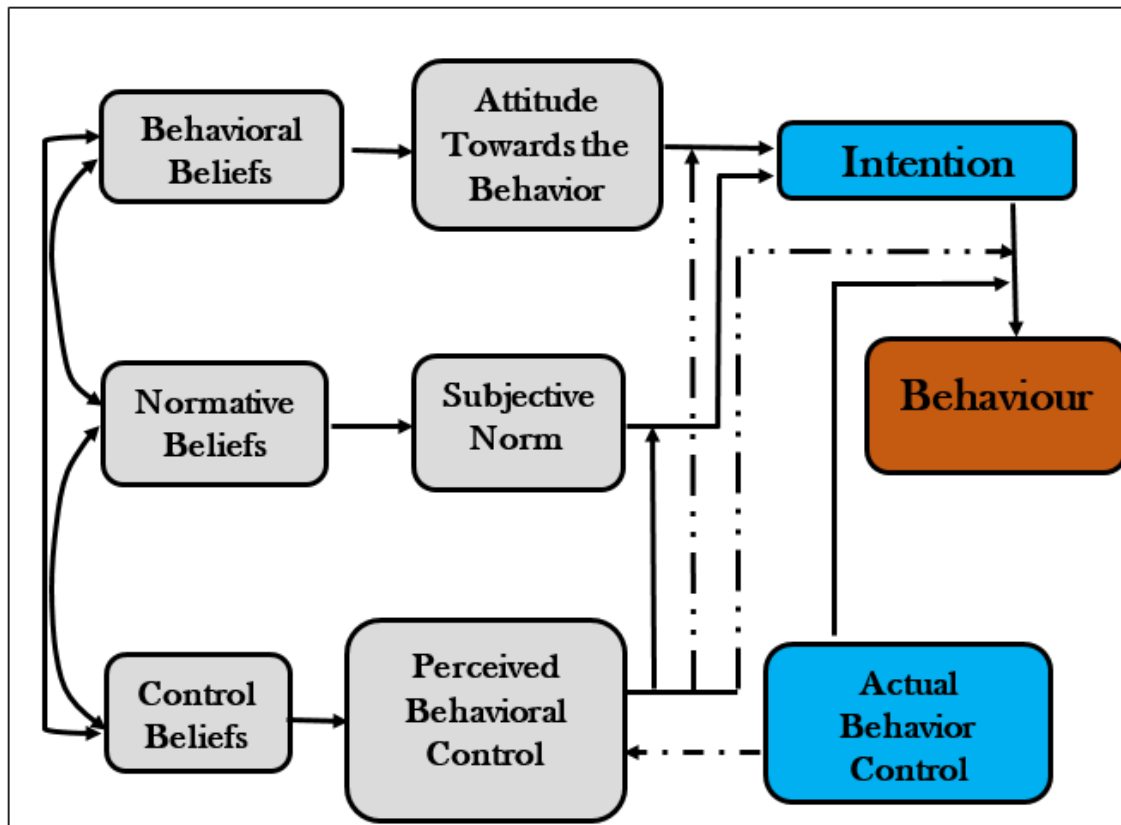 Behavioral
Beliefs
Attitude
Towards the
Behavior
Intention
Normative
Beliefs
Subjective
Norm
Behaviour
Control
Beliefs
Perceived
Behavioral
Control
Actual
Behavior
Control